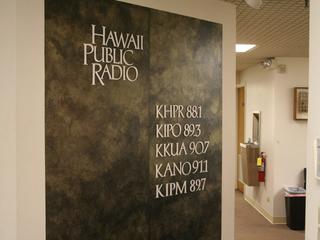 HAWAII
PUBLIC
RADIO
KHPR 88.1
KIPO 89.3
KKUA 90.7
KANO 91.1
KIPM 89.7